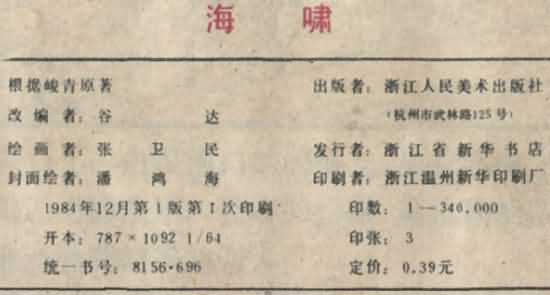 海啸
根据峻青原著
改编者：谷达
绘画者：张卫民
封面绘者：潘鸿海
1984年12月第1版第1次印刷
开本：787×1092 1/64
统一书号：8156·696
出版者：浙江人民美术出版社
（杭州市武林路125号）
发行者：浙江省新华书店
印刷者：浙江温州新华印刷厂
印数：1—340,000
印张：3
定价：0.39元